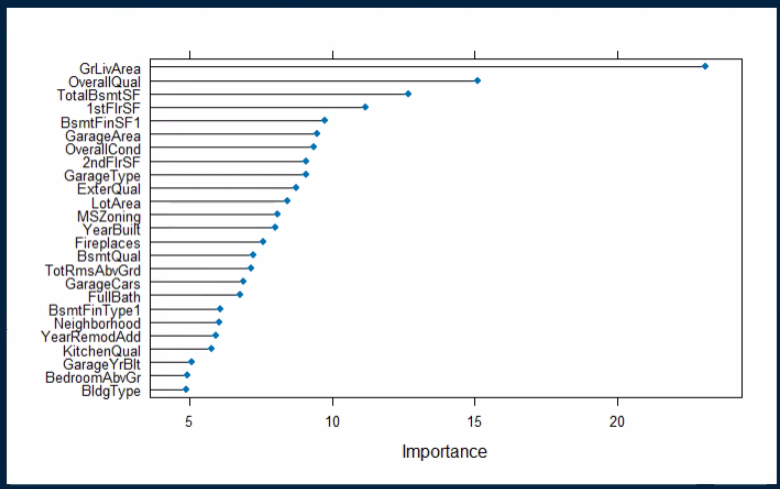 GrLivArea
OverallQual
TotalBsmtSF
1stFlrSF
BsmtFinSF1
GarageArea
OverallCond
2ndFlrSF
GarageType
ExterQual
LotArea
MSZoning
YearBuilt
Fireplaces
BsmtQual
TotRmsAbvGrd
GarageCars
FullBath
BsmtFinType1
Neighborhood
YearRemodAdd
KitchenQual
GarageYrBlt
BedroomAbvGr
BldgType
5 10 15 20
Importance